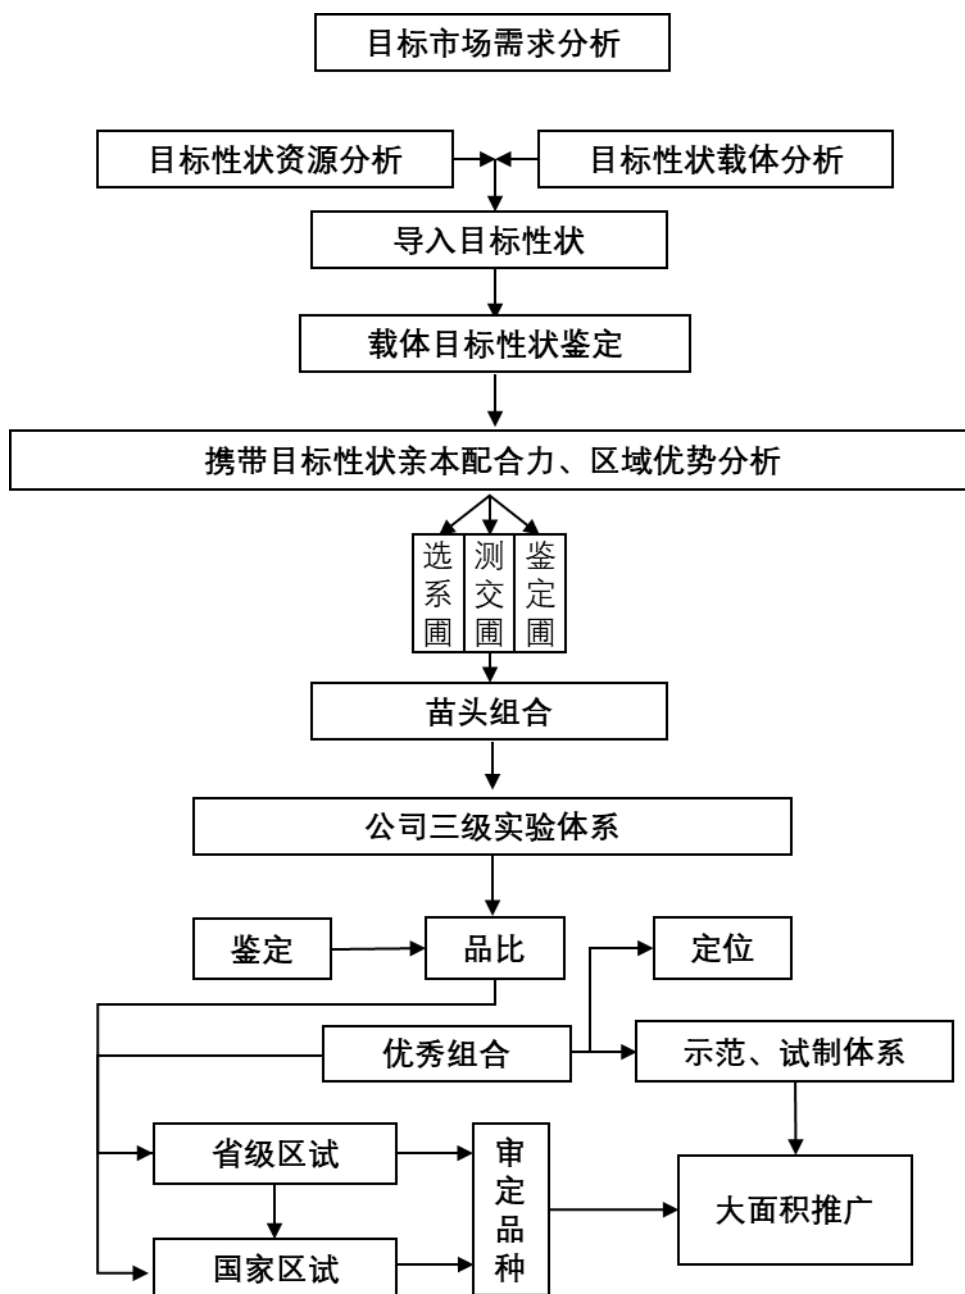 目标市场需求分析
目标性状资源分析
目标性状载体分析
导入目标性状
载体目标性状鉴定
携带目标性状亲本配合力、区域优势分析
选系圃
测交圃
鉴定圃
苗头组合
公司三级实验体系
鉴定
品比
定位
优秀组合
示范、试制体系
省级区试
审定品种
大面积推广
国家区试